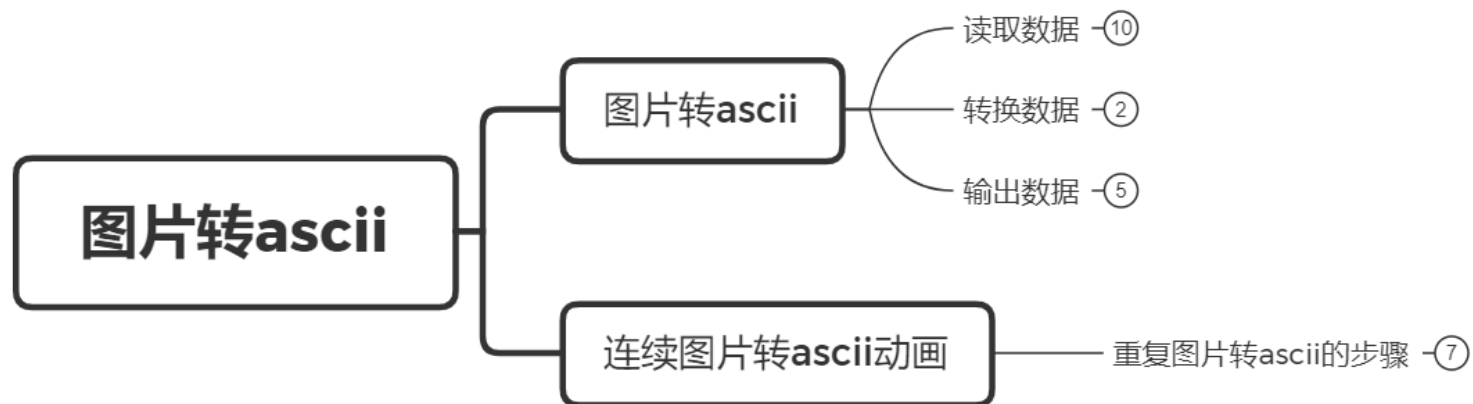 图片转ascii
图片转ascii
读取数据 10
转换数据 2
输出数据 5
连续图片转ascii动画
重复图片转ascii的步骤 7